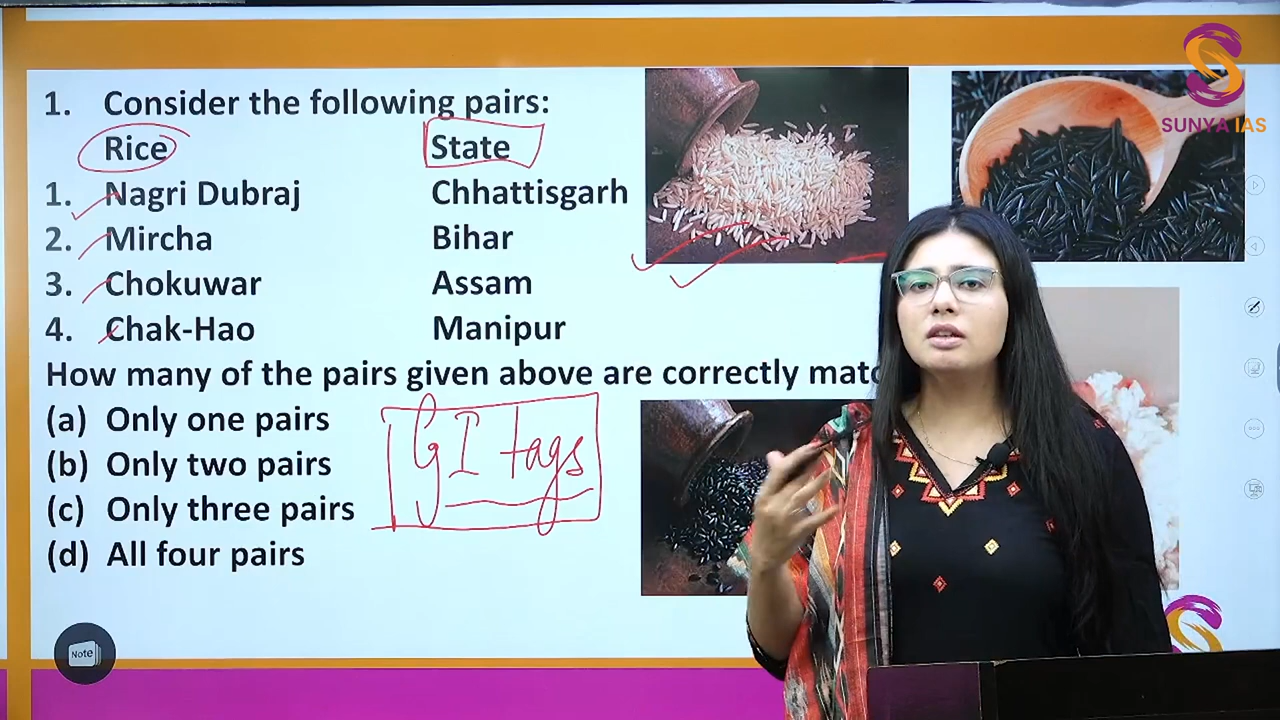 SUNYA IAS
1. Consider the following pairs:
Rice State
1. Nagri Dubraj Chhattisgarh
2. Mircha Bihar
3. Chokuwar Assam
4. Chak-Hao Manipur
How many of the pairs given above are correctly
(a) Only one pairs
(b) Only two pairs
(c) Only three pairs
(d) All four pairs
GI tags
Note